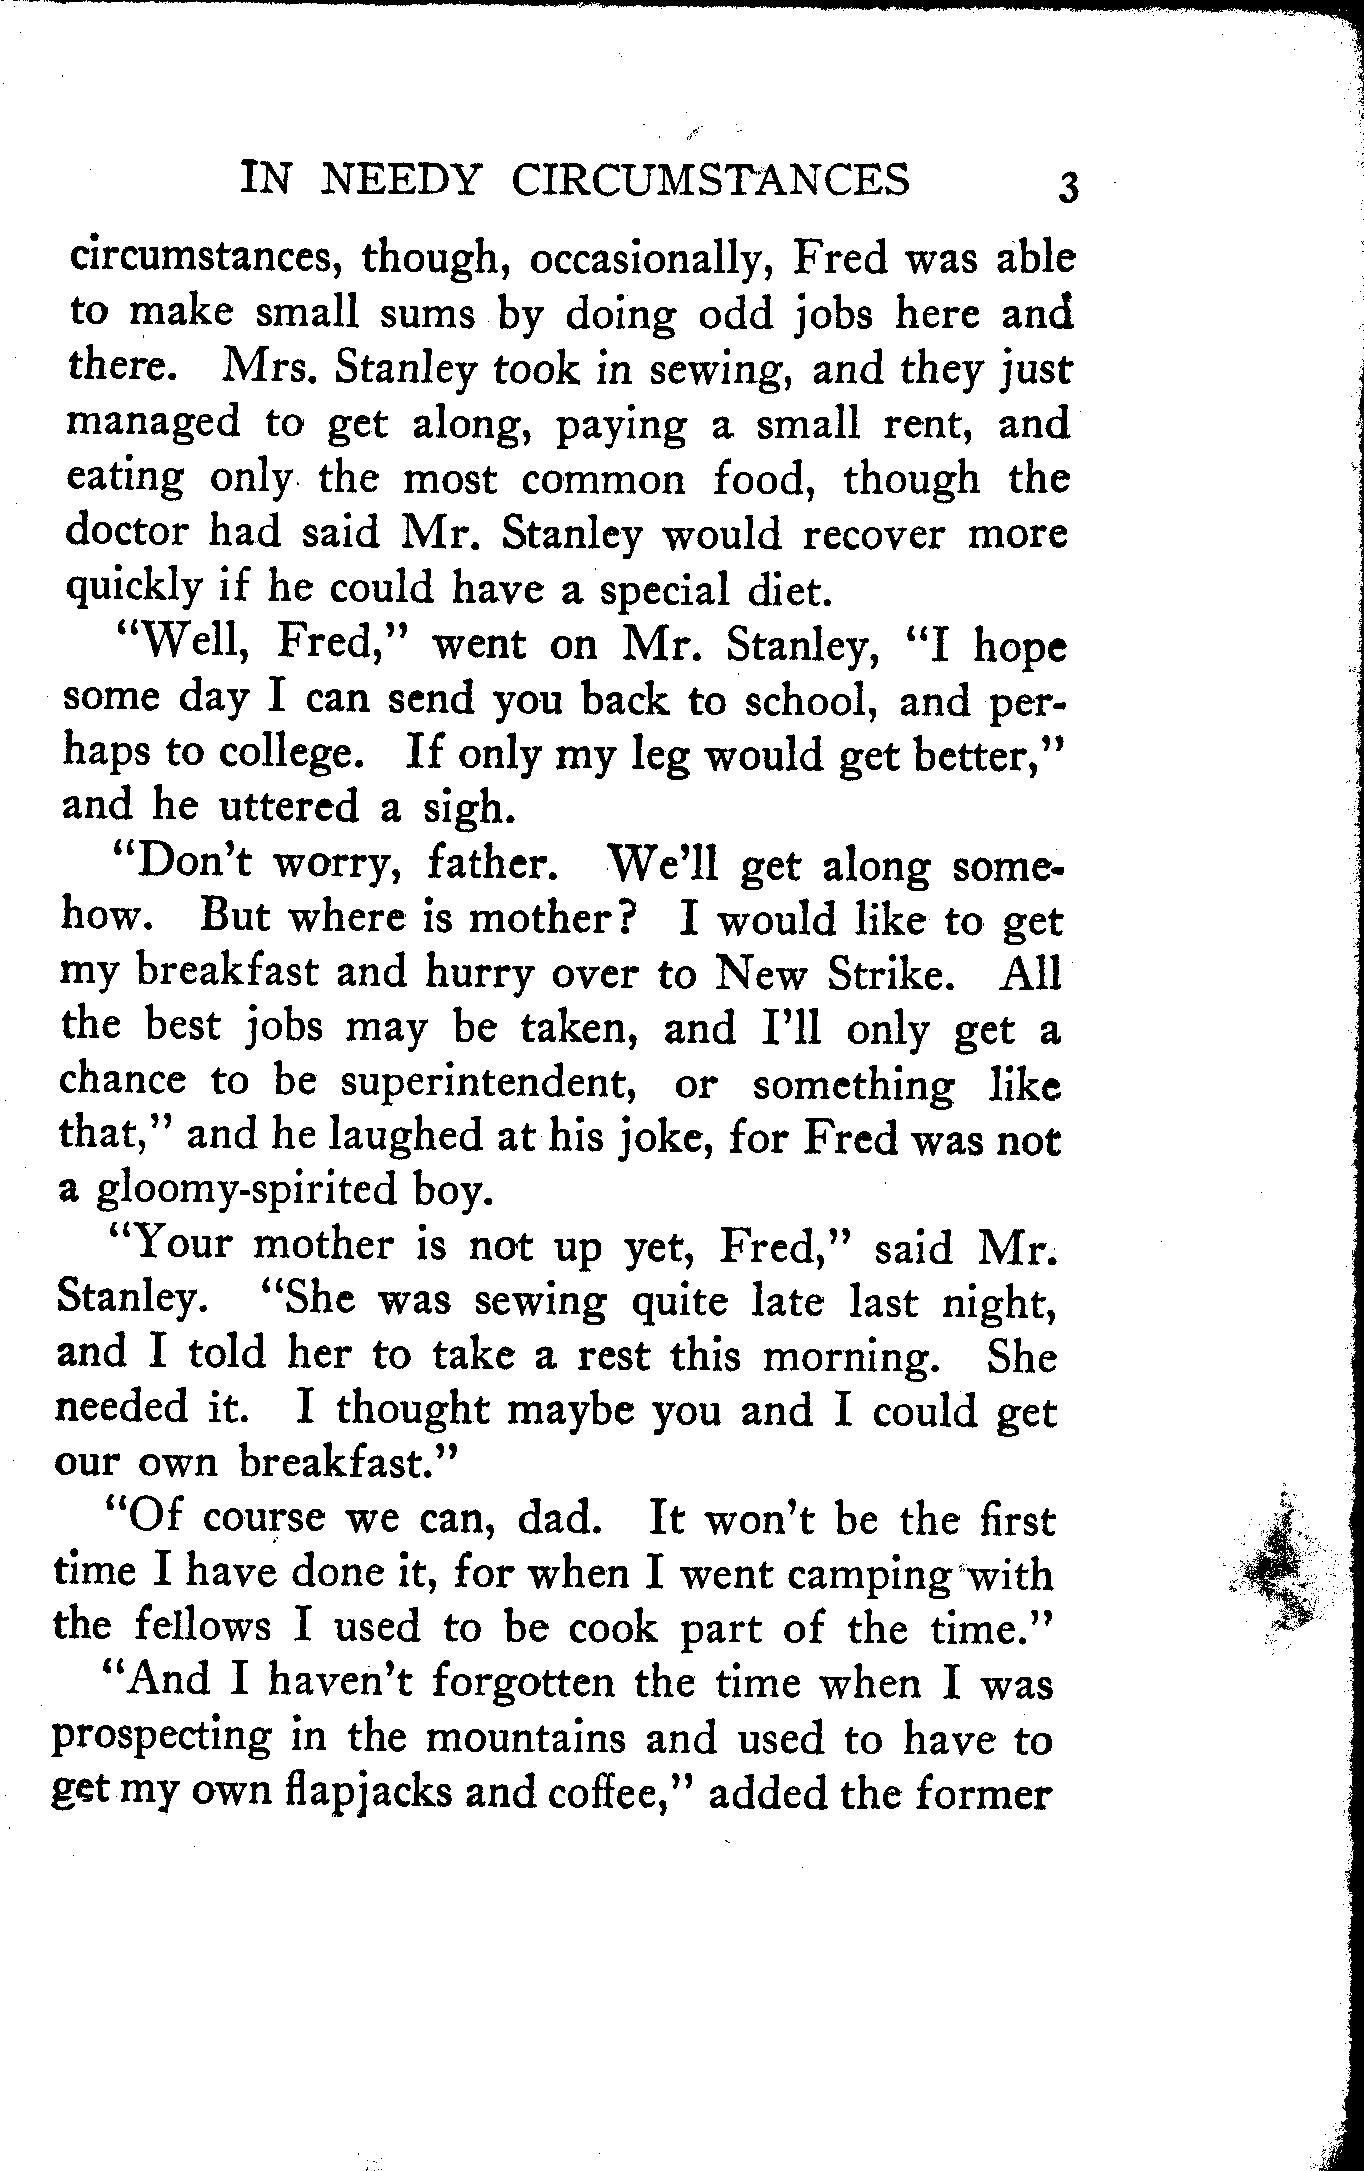 IN NEEDY CIRCUMSTANCES 3
circumstances, though, occasionally, Fred was able
to make small sums by doing odd jobs here and
there. Mrs. Stanley took in sewing, and they just
managed to get along, paying a small rent, and
eating only the most common food, though the
doctor had said Mr. Stanley would recover more
quickly if he could have a special diet.
"Well, Fred," went on Mr. Stanley, "I hope
some day I can send you back to school, and per-
haps to college. If only my leg would get better,"
and he uttered a sigh.
"Don't worry, father. We'll get along some-
how. But where is mother? I would like to get
my breakfast and hurry over to New Strike. All
the best jobs may be taken, and I'll only get a
chance to be superintendent, or something like
that," and he laughed at his joke, for Fred was not
a gloomy-spirited boy.
"Your mother is not up yet, Fred," said Mr.
Stanley. "She was sewing quite late last night,
and I told her to take a rest this morning. She
needed it. I thought maybe you and I could get
our own breakfast."
"Of course we can, dad. It won't be the first
time I have done it, for when I went camping with
the fellows I used to be cook part of the time."
"And I haven't forgotten the time when I was
prospecting in the mountains and used to have to
get my own flapjacks and coffee," added the former